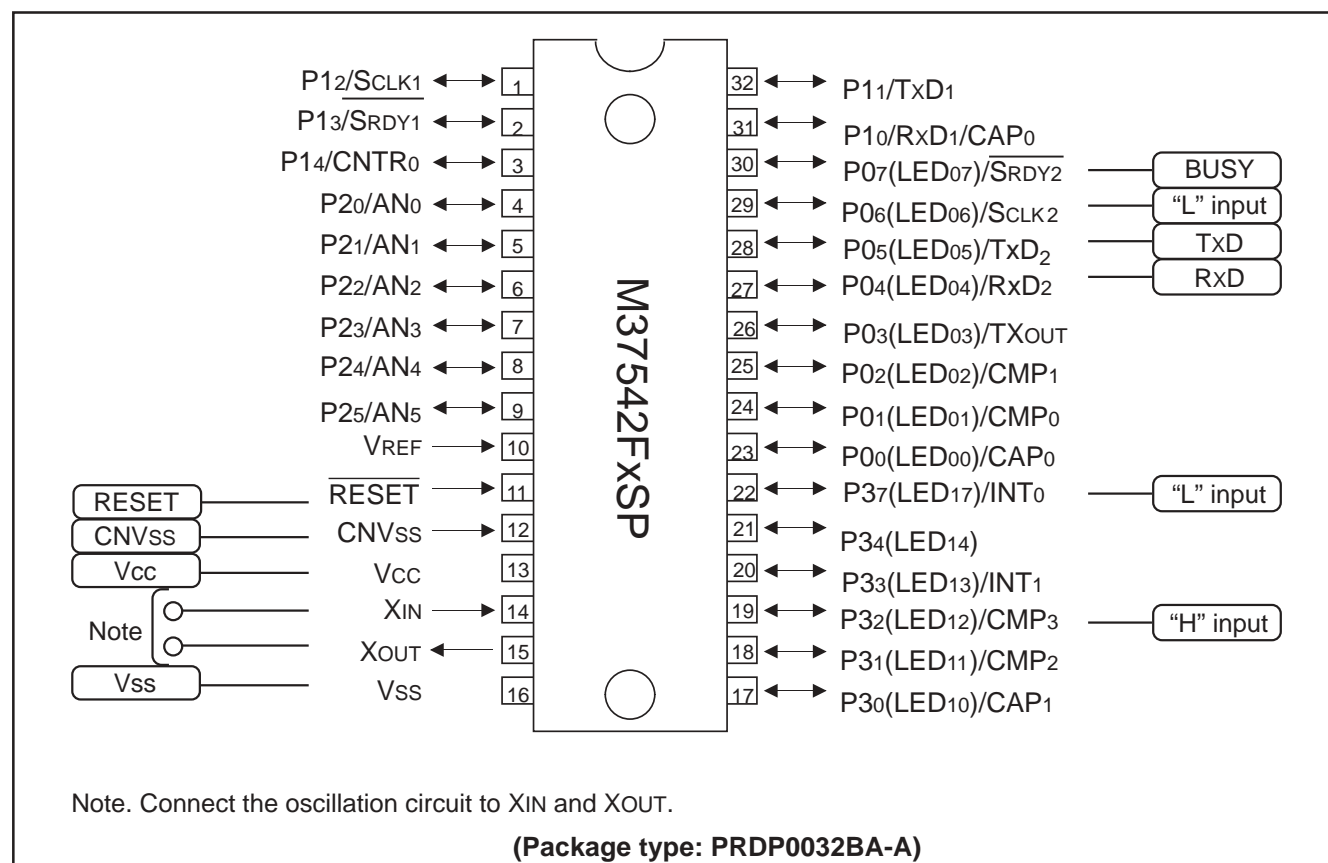 P12/SCLK1 1 32 P11/TXD1
P13/SRDY1 2 31 P10/RXD1/CAP0
P14/CNTR0 3 30 P07(LED07)/SRDY2 BUSY
P20/AN0 4 29 P06(LED06)/SCLK2 “L” input
P21/AN1 5 28 P05(LED05)/TxD2 TXD
P22/AN2 6 27 P04(LED04)/RxD2 RXD
P23/AN3 7 26 P03(LED03)/TXOUT
P24/AN4 8 25 P02(LED02)/CMP1
P25/AN5 9 24 P01(LED01)/CMP0
VREF 10 23 P00(LED00)/CAP0
RESET RESET 11 22 P37(LED17)/INT0 “L” input
CNVSS CNVSS 12 21 P34(LED14)
Vcc VCC 13 20 P33(LED13)/INT1
XIN 14 19 P32(LED12)/CMP3 “H” input
Note
XOUT 15 18 P31(LED11)/CMP2
Vss VSS 16 17 P30(LED10)/CAP1
M37542FxSP
Note. Connect the oscillation circuit to XIN and XOUT.
(Package type: PRDP0032BA-A)